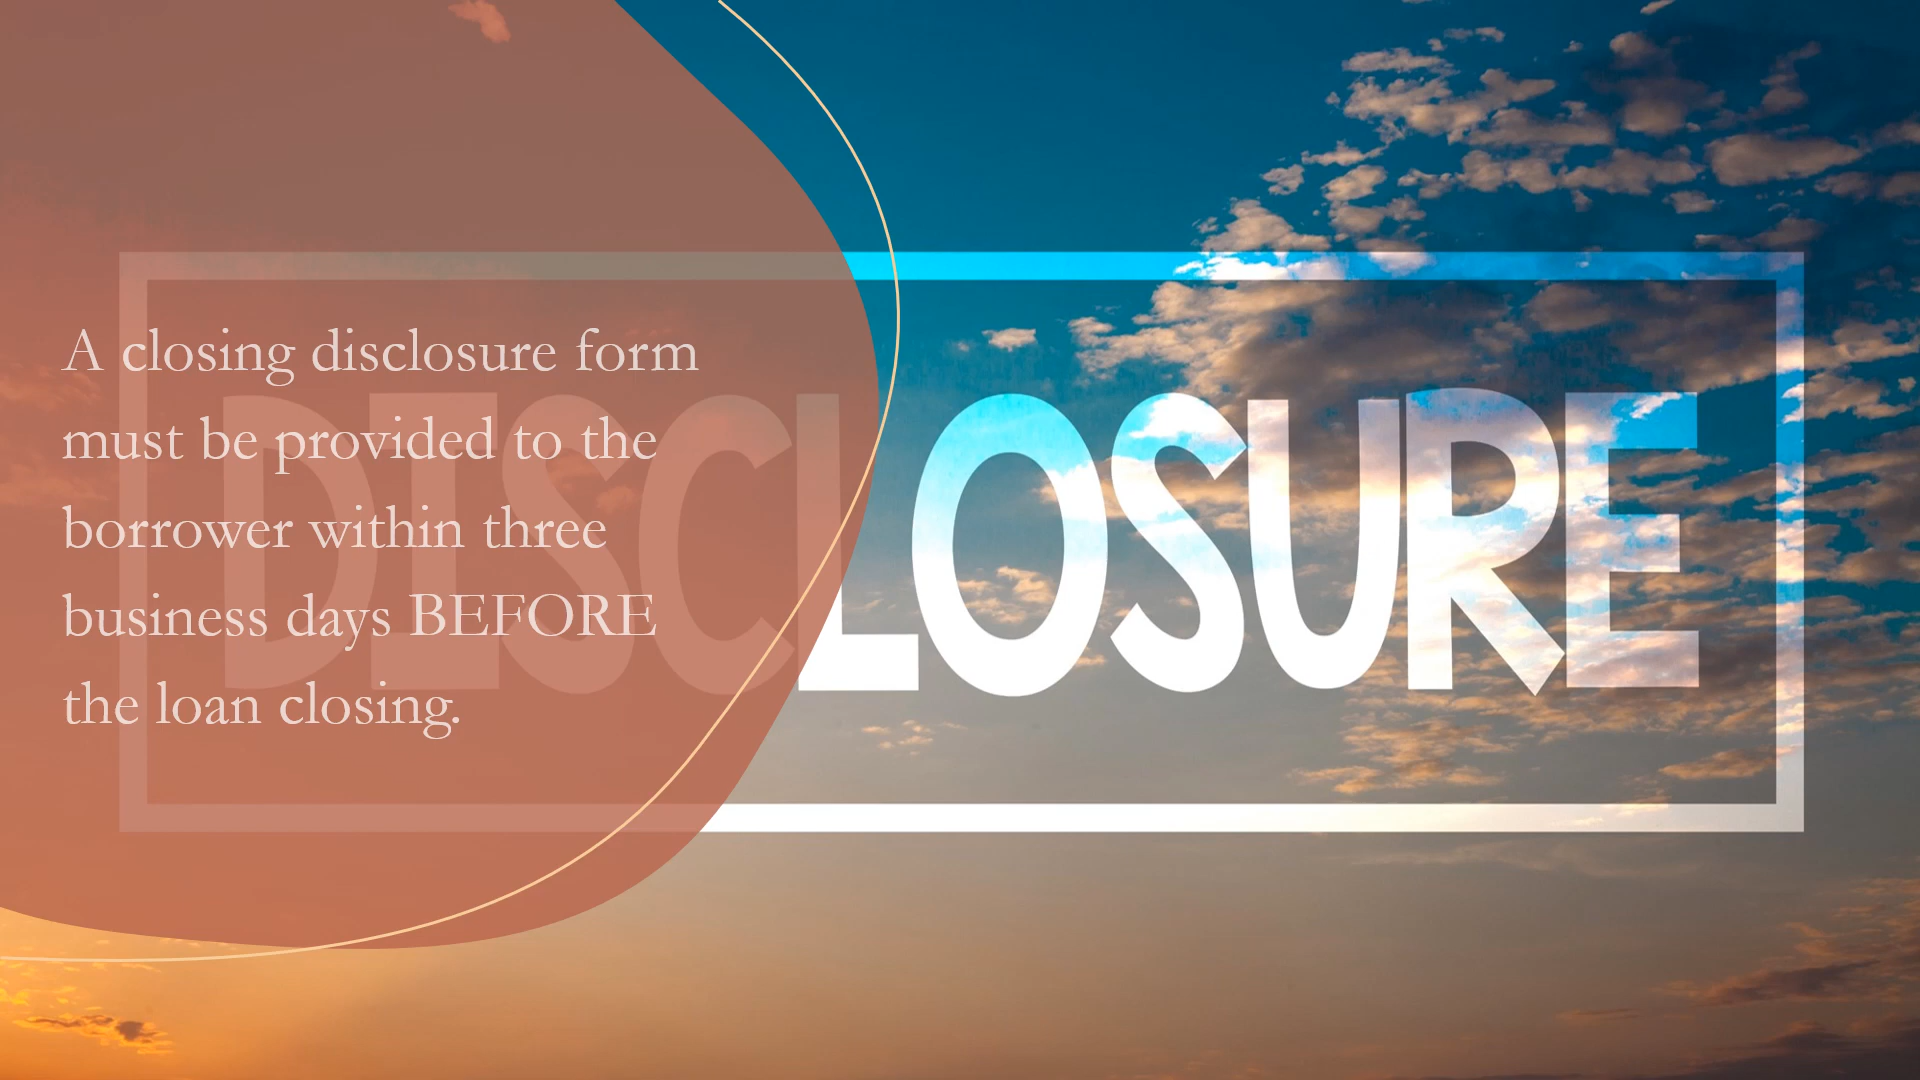 A closing disclosure form
must be provided to the
borrower within three
business days BEFORE
the loan closing.
DISCLOSURE